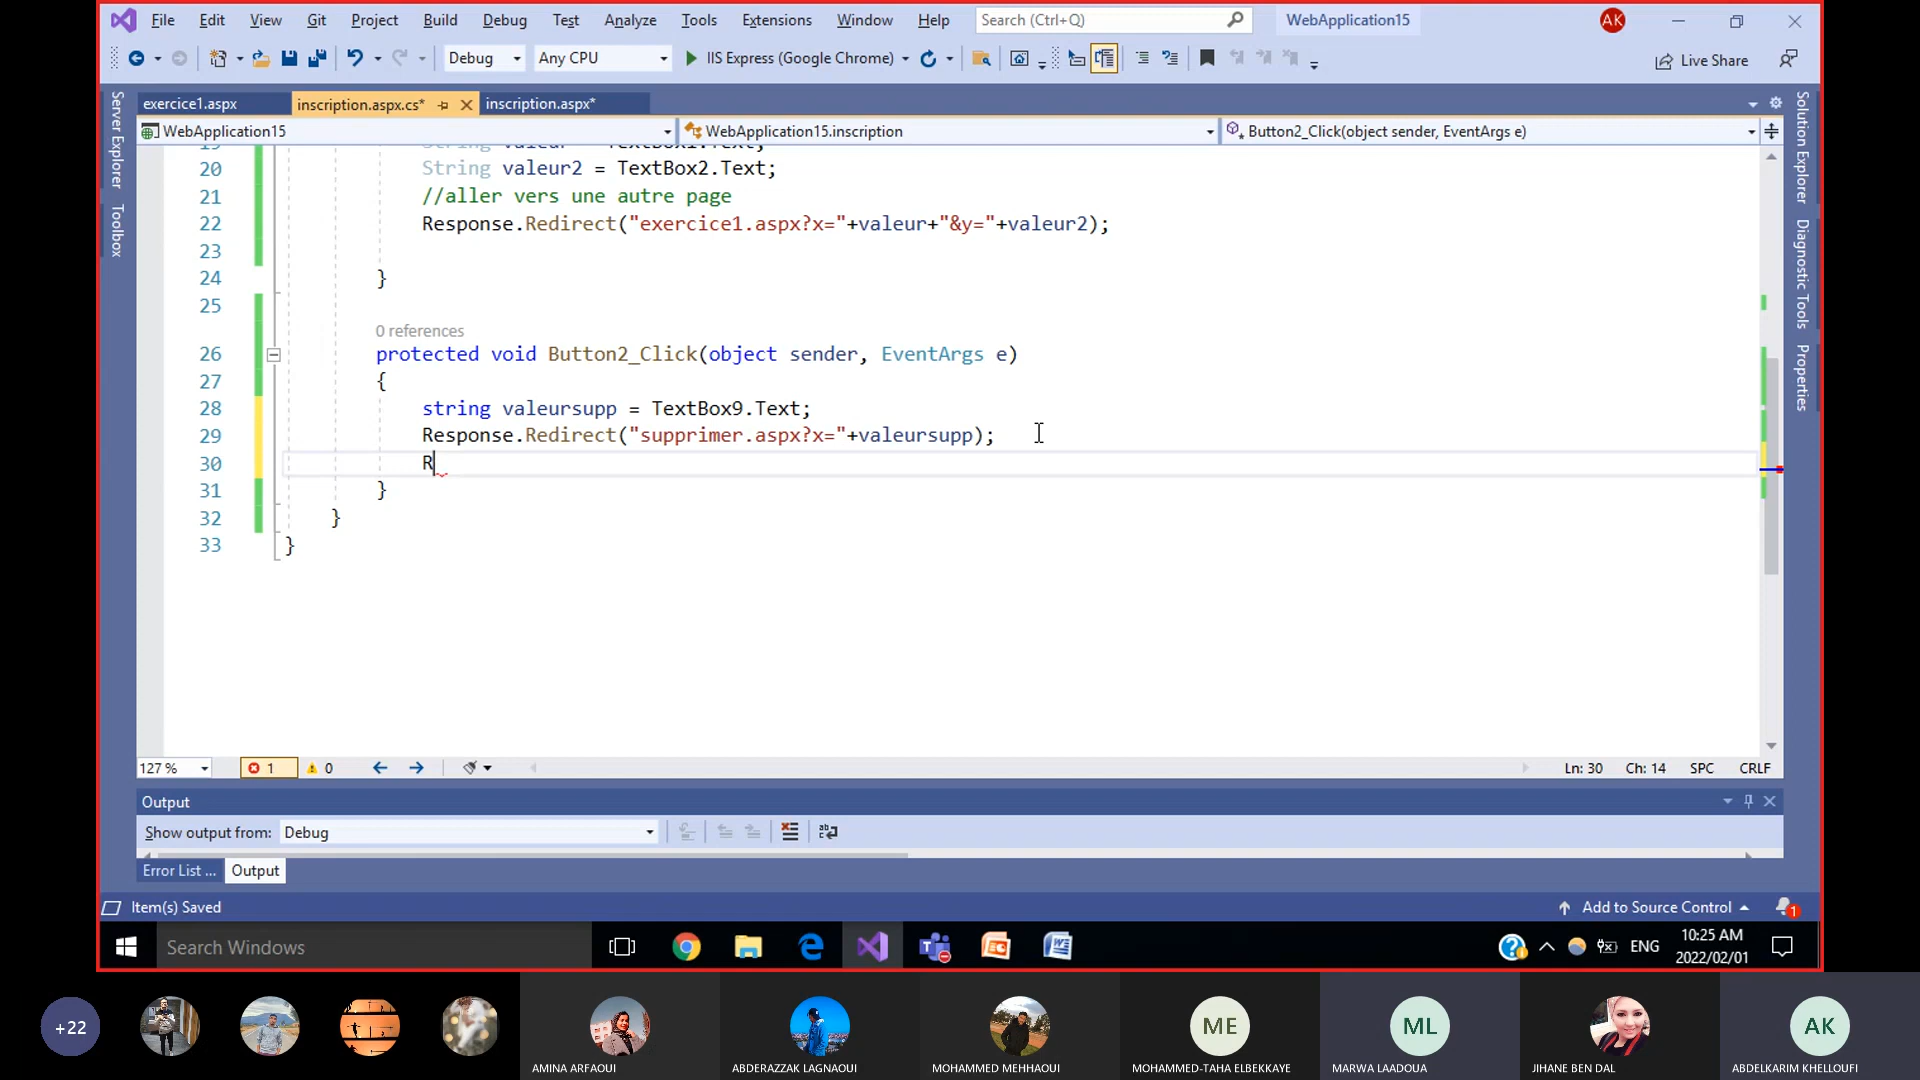 File Edit View Git Project Build Debug Test Analyze Tools Extensions Window Help Search (Ctrl+Q) WebApplication15 AK
Debug Any CPU IIS Express (Google Chrome) Live Share
exercice1.aspx inscription.aspx.cs* inscription.aspx*
WebApplication15 WebApplication15.inscription Button2_Click(object sender, EventArgs e)
Server Explorer
Toolbox
Solution Explorer
Diagnostic Tools
Properties
19 String valeur = TextBox1.Text;
20 String valeur2 = TextBox2.Text;
21 //aller vers une autre page
22 Response.Redirect("exercice1.aspx?x="+valeur+"&y="+valeur2);
23
24 }
25
0 references
26 protected void Button2_Click(object sender, EventArgs e)
27 {
28 string valeursupp = TextBox9.Text;
29 Response.Redirect("supprimer.aspx?x="+valeursupp);
30 R
31 }
32 }
33 }
127 % 1 0 Ln: 30 Ch: 14 SPC CRLF
Output
Show output from: Debug
Error List ... Output
Item(s) Saved Add to Source Control 1
Search Windows ENG 10:25 AM
2022/02/01
+22 ME ML AK
AMINA ARFAOUI ABDERAZZAK LAGNAOUI MOHAMMED MEHHAOUI MOHAMMED-TAHA ELBEKKAYE MARWA LAADOUA JIHANE BEN DAL ABDELKARIM KHELLOUFI